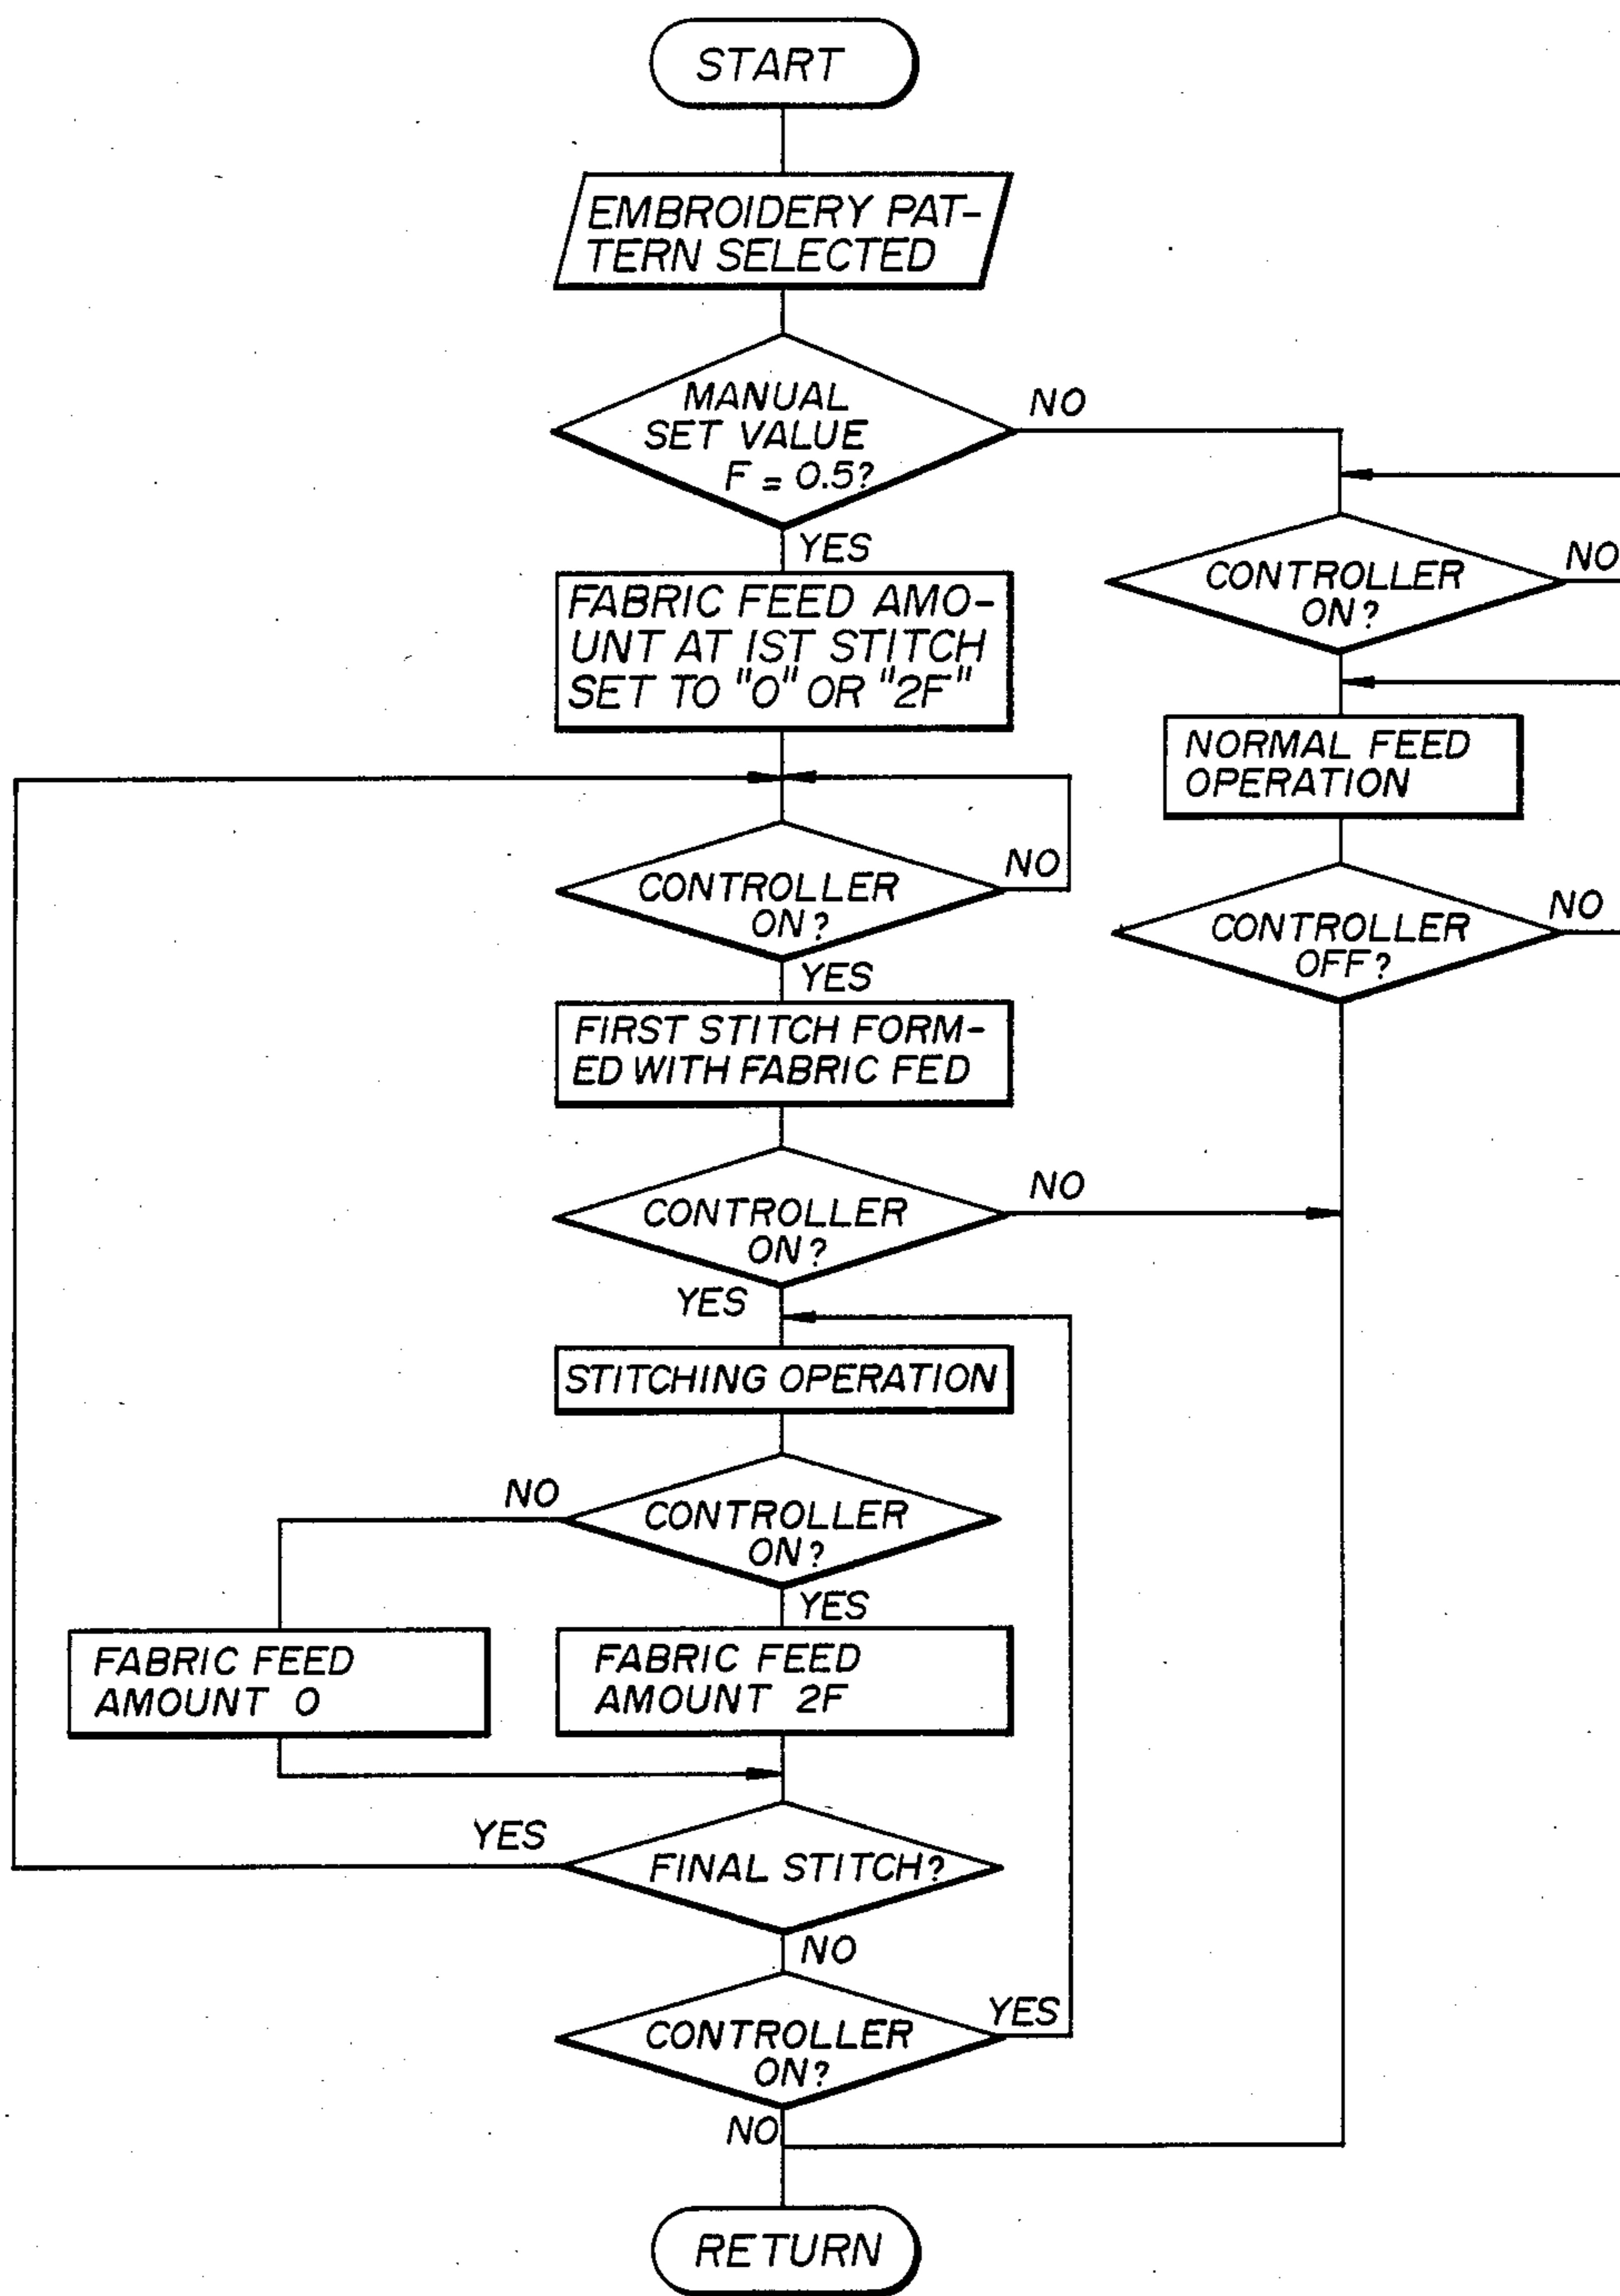 START
EMBROIDERY PAT-
TERN SELECTED
MANUAL
SET VALUE
F = 0.5?
NO
YES
FABRIC FEED AMO-
UNT AT 1ST STITCH
SET TO "0" OR "2F"
CONTROLLER
ON?
NO
YES
FIRST STITCH FORM-
ED WITH FABRIC FED
CONTROLLER
ON?
NO
YES
STITCHING OPERATION
CONTROLLER
ON?
NO
YES
FABRIC FEED
AMOUNT 0
FABRIC FEED
AMOUNT 2F
FINAL STITCH?
YES
NO
CONTROLLER
ON?
YES
NO
RETURN
CONTROLLER
ON?
NO
NORMAL FEED
OPERATION
CONTROLLER
OFF?
NO